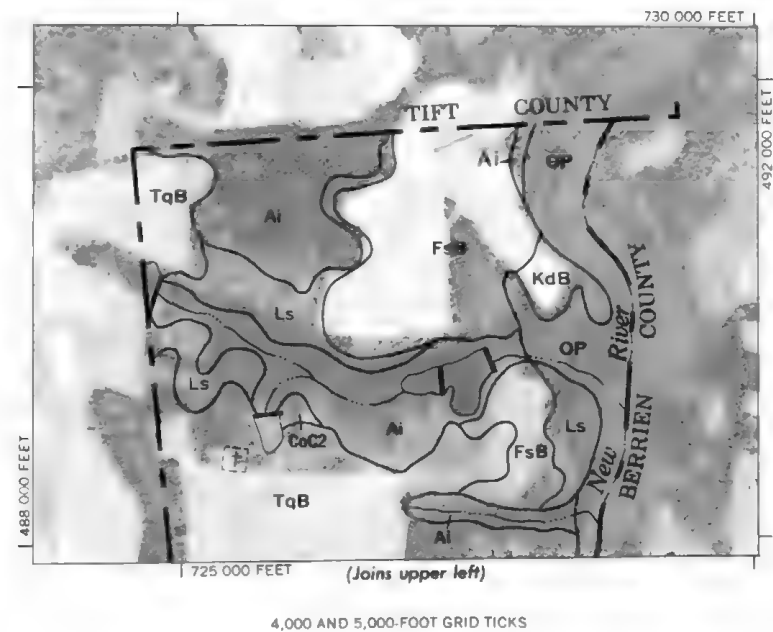 730 000 FEET
TIFT COUNTY
492 000 FEET
TqB
Ai
Ai
OP
FsB
KdB
Ls
River
COUNTY
OP
Ls
CoC2
Ai
Ls
FsB
New
BERRIEN
488 000 FEET
TqB
Ai
725 000 FEET
(Joins upper left)
4,000 AND 5,000-FOOT GRID TICKS